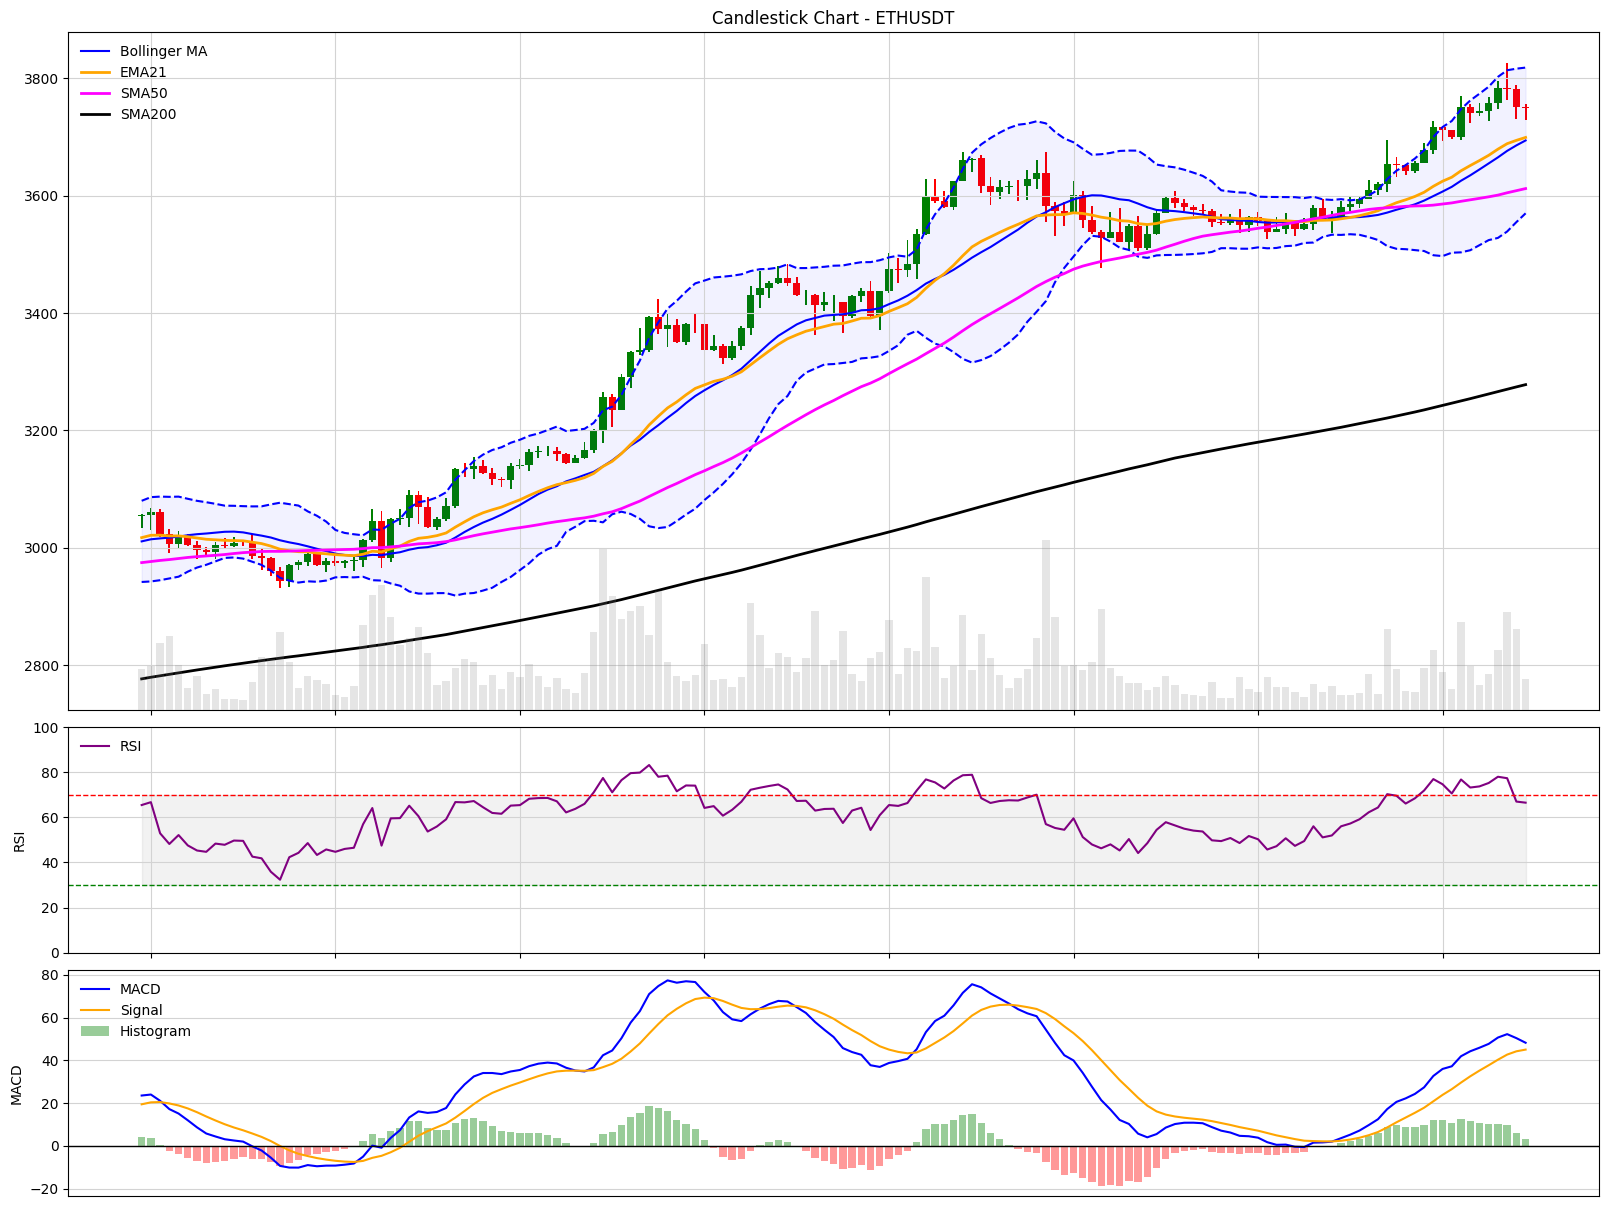 Candlestick Chart - ETHUSDT
Bollinger MA
EMA21
SMA50
SMA200
3800
3600
3400
3200
3000
2800
RSI
100
80
60
40
20
0
RSI
MACD
Signal
Histogram
80
60
40
20
0
−20
MACD